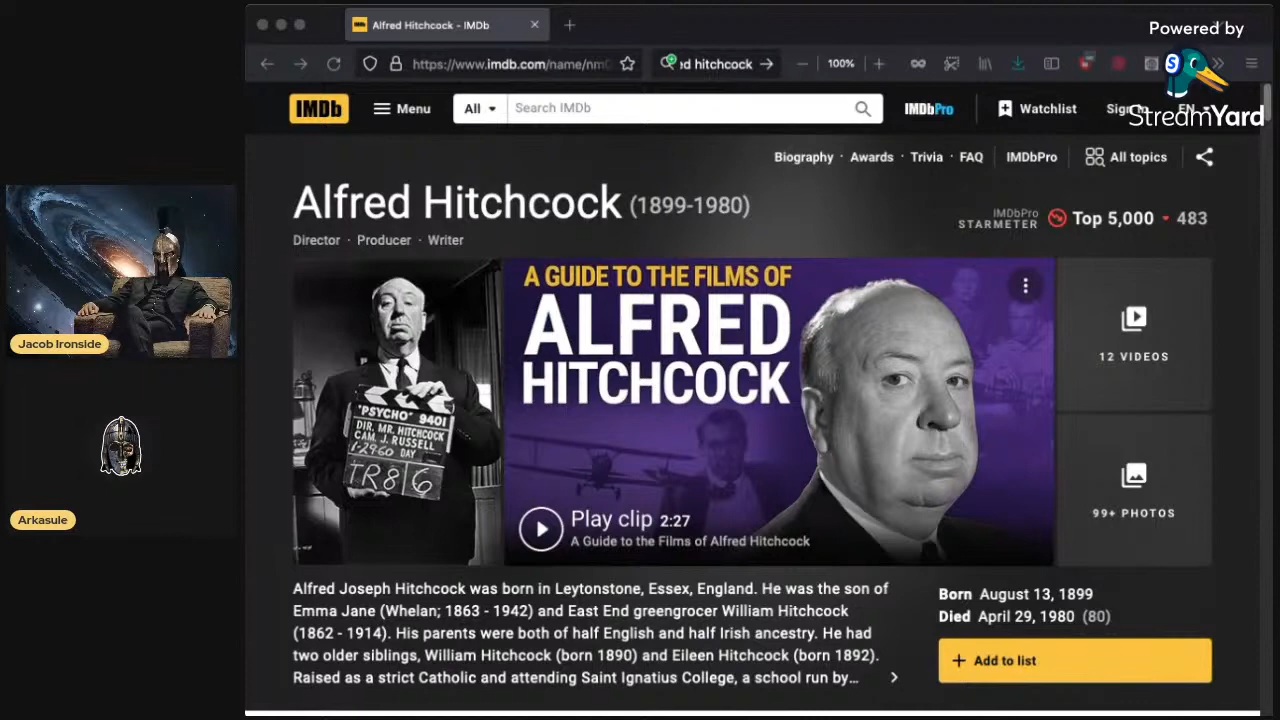 Powered by
StreamYard
Alfred Hitchcock - IMDb
https://www.imdb.com/name/nm
d hitchcock
100%
IMDb
Menu
All
Search IMDb
IMDbPro
Watchlist
EN
Biography · Awards · Trivia · FAQ
IMDbPro
All topics
Alfred Hitchcock (1899-1980)
Director · Producer · Writer
IMDbPro
STARMETER
Top 5,000
483
"PSYCHO" 9401
DIR. MR. HITCHCOCK
CAM. J. RUSSELL
DAY
TR8 6
A GUIDE TO THE FILMS OF
ALFRED
HITCHCOCK
Play clip 2:27
A Guide to the Films of Alfred Hitchcock
12 VIDEOS
99+ PHOTOS
Jacob Ironside
Arkasule
Alfred Joseph Hitchcock was born in Leytonstone, Essex, England. He was the son of
Emma Jane (Whelan; 1863 - 1942) and East End greengrocer William Hitchcock
(1862 - 1914). His parents were both of half English and half Irish ancestry. He had
two older siblings, William Hitchcock (born 1890) and Eileen Hitchcock (born 1892).
Raised as a strict Catholic and attending Saint Ignatius College, a school run by...
Born August 13, 1899
Died April 29, 1980 (80)
+ Add to list